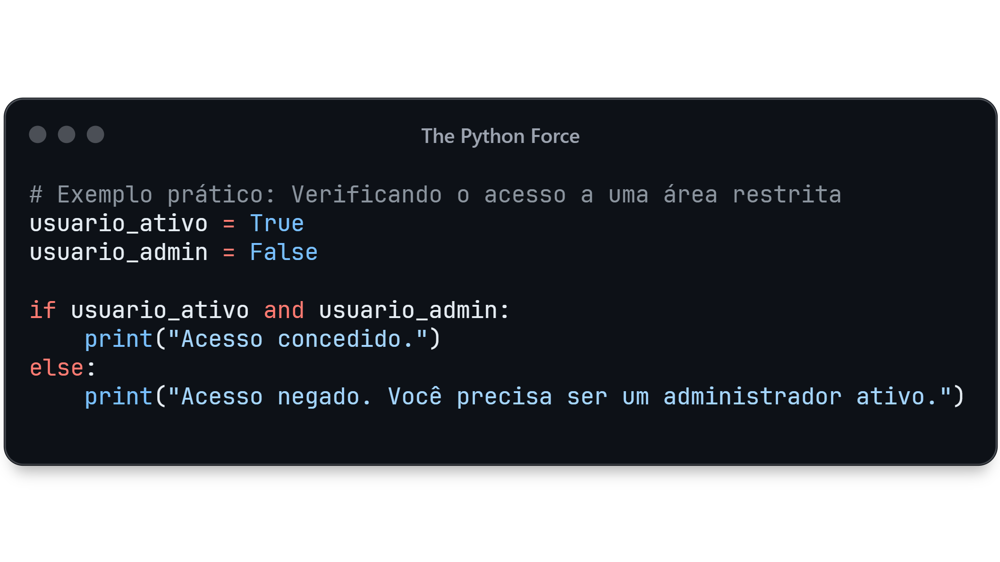 The Python Force
# Exemplo prático: Verificando o acesso a uma área restrita
usuario_ativo = True
usuario_admin = False
if usuario_ativo and usuario_admin:
    print("Acesso concedido.")
else:
    print("Acesso negado. Você precisa ser um administrador ativo.")